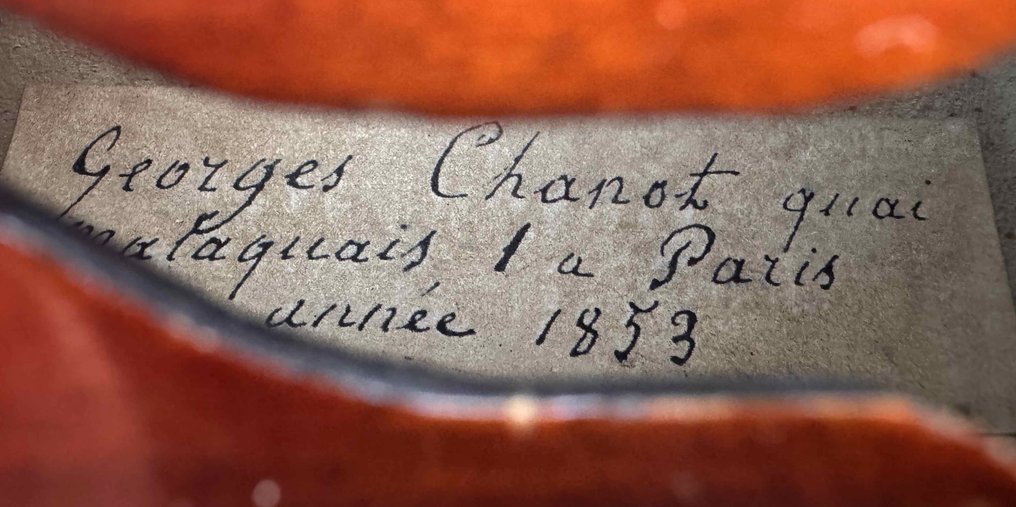 Georges Chanot quai
malaquais 1 a Paris
année 1853